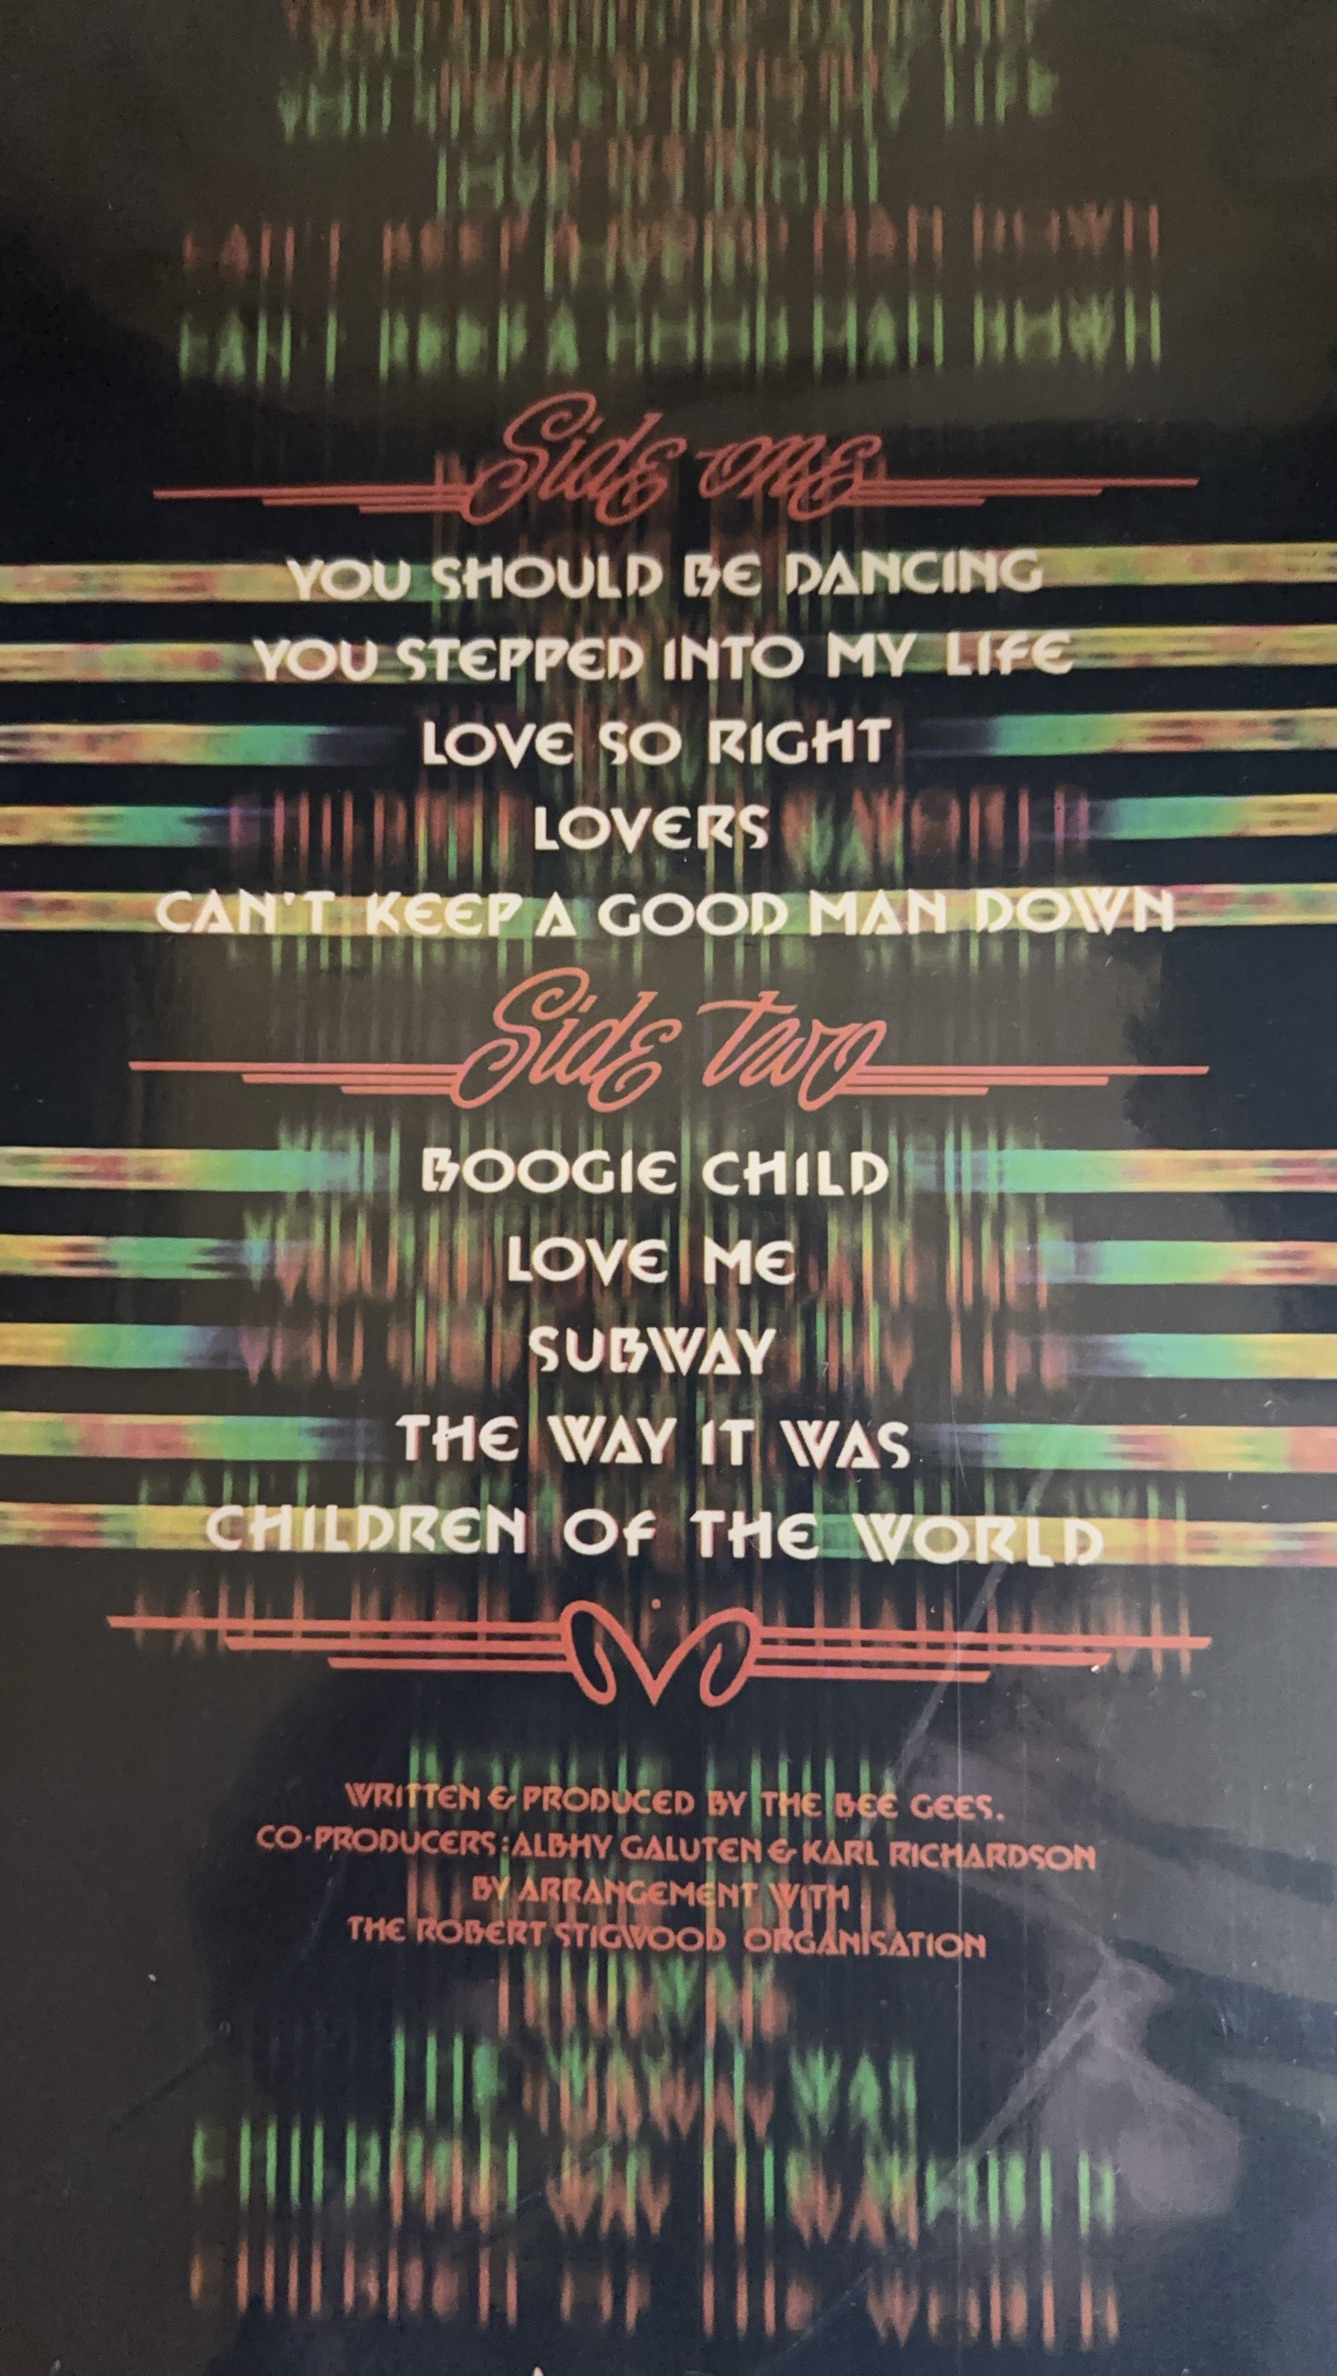 Side one
YOU SHOULD BE DANCING
YOU STEPPED INTO MY LIFE
LOVE SO RIGHT
LOVERS
CAN'T KEEP A GOOD MAN DOWN
Side two
BOOGIE CHILD
LOVE ME
SUBWAY
THE WAY IT WAS
CHILDREN OF THE WORLD
WRITTEN & PRODUCED BY THE BEE GEES.
CO-PRODUCERS: ALBHY GALUTEN & KARL RICHARDSON
BY ARRANGEMENT WITH
THE ROBERT STIGWOOD ORGANISATION